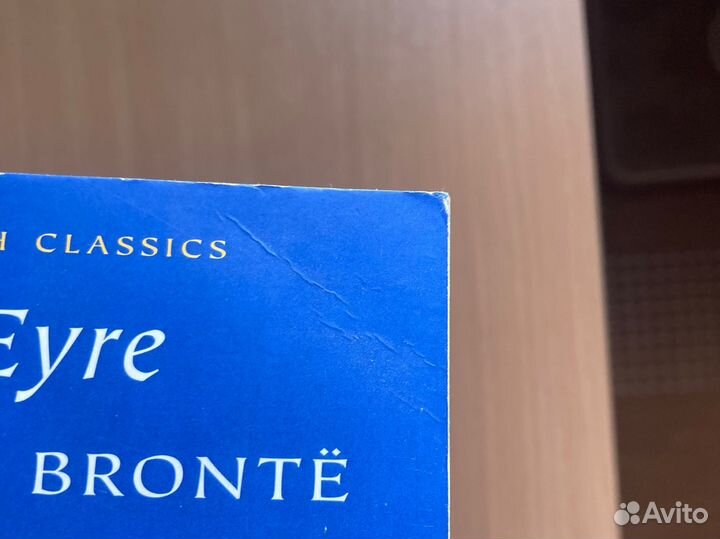 H CLASSICS
Eyre
BRONTË
Avito